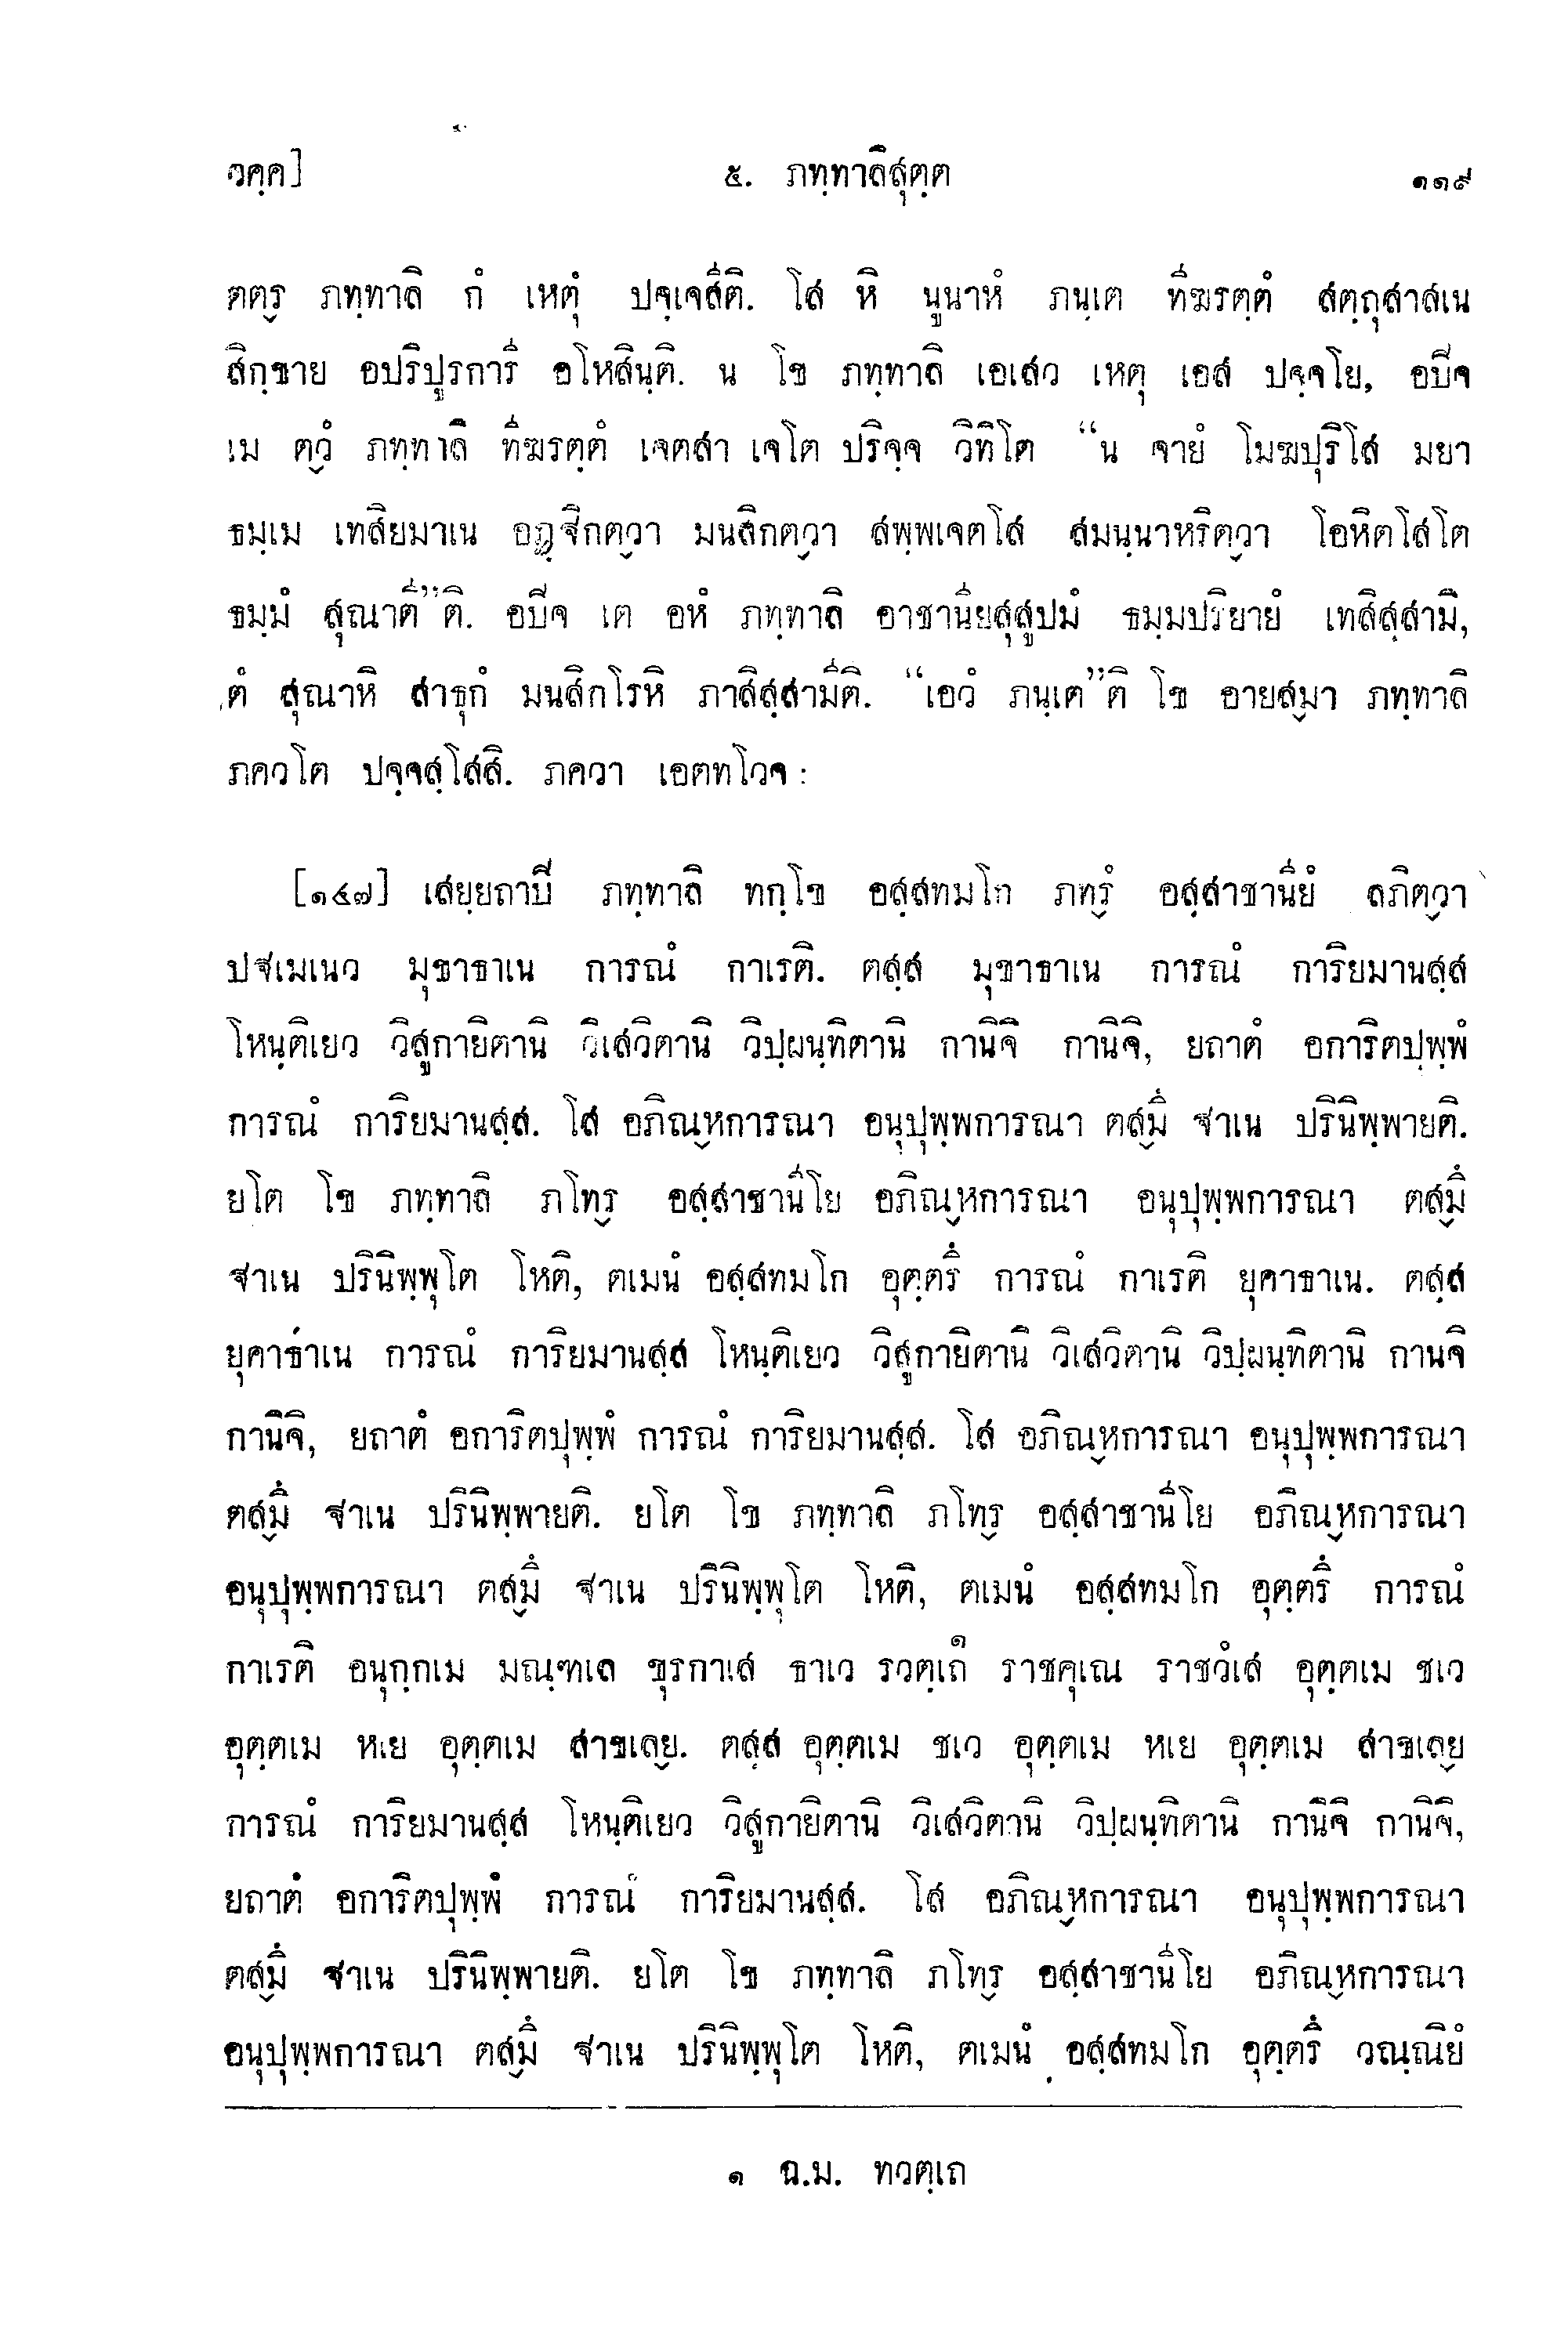 วคฺค] ๕. ภทฺทาลิสุตฺต ๑๑๙
ตตฺร ภทฺทาลิ กํ เหตุํ ปจฺเจสีติ. โส หิ นูนาหํ ภนฺเต ทีฆรตฺตํ สตฺถุสาสเน
สิกฺขาย อปริปูรการี อโหสินฺติ. น โข ภทฺทาลิ เอเสว เหตุ เอส ปจฺจโย, อปิจ
เม ตฺวํ ภทฺทาลิ ทีฆรตฺตํ เจตสา เจโต ปริจฺจ วิทิโต “น จายํ โมฆปุริโส มยา
ธมฺเม เทสิยมาเน อฏฺฐิกตฺวา มนสิกตฺวา สพฺพเจตโส สมนฺนาหริตฺวา โอหิตโสโต
ธมฺมํ สุณาตี”ติ. อปิจ เต อหํ ภทฺทาลิ อาชานียสุสูปมํ ธมฺมปริยายํ เทสิสฺสามิ,
ตํ สุณาหิ สาธุกํ มนสิกโรหิ ภาสิสฺสามีติ. “เอวํ ภนฺเต”ติ โข อายสฺมา ภทฺทาลิ
ภควโต ปจฺจสฺโสสิ. ภควา เอตทโวจ :
[๑๔๗] เสยฺยถาปิ ภทฺทาลิ ทกฺโข อสฺสทมโก ภทฺรํ อสฺสาชานียํ ลภิตฺวา
ปฐเมเนว มุขาธาเน การณํ กาเรติ. ตสฺส มุขาธาเน การณํ การิยมานสฺส
โหนฺติเยว วิสูกายิตานิ วิเสวิตานิ วิปฺผนฺทิตานิ กานิจิ กานิจิ, ยถาตํ อการิตปุพฺพํ
การณํ การิยมานสฺส. โส อภิณฺหการณา อนุปุพฺพการณา ตสฺมึ ฐาเน ปรินิพฺพายติ.
ยโต โข ภทฺทาลิ ภโทฺร อสฺสาชานีโย อภิณฺหการณา อนุปุพฺพการณา ตสฺมึ
ฐาเน ปรินิพฺพุโต โหติ, ตเมนํ อสฺสทมโก อุตฺตรึ การณํ กาเรติ ยุคาธาเน. ตสฺส
ยุคาธาเน การณํ การิยมานสฺส โหนฺติเยว วิสูกายิตานิ วิเสวิตานิ วิปฺผนฺทิตานิ กานจิ
กานิจิ, ยถาตํ อการิตปุพฺพํ การณํ การิยมานสฺส. โส อภิณฺหการณา อนุปุพฺพการณา
ตสฺมึ ฐาเน ปรินิพฺพายติ. ยโต โข ภทฺทาลิ ภโทฺร อสฺสาชานีโย อภิณฺหการณา
อนุปุพฺพการณา ตสฺมึ ฐาเน ปรินิพฺพุโต โหติ, ตเมนํ อสฺสทมโก อุตฺตรึ การณํ
กาเรติ อนุกฺกเม มณฺฑเล ขุรกาเส ธาเว รวตฺเถ๑ ราชคุเณ ราชวํเส อุตฺตเม ชเว
อุตฺตเม หเย อุตฺตเม สาขเลฺย. ตสฺส อุตฺตเม ชเว อุตฺตเม หเย อุตฺตเม สาขเลฺย
การณํ การิยมานสฺส โหนฺติเยว วิสูกายิตานิ วิเสวิตานิ วิปฺผนฺทิตานิ กานิจิ กานิจิ,
ยถาตํ อการิตปุพฺพํ การณํ การิยมานสฺส. โส อภิณฺหการณา อนุปุพฺพการณา
ตสฺมึ ฐาเน ปรินิพฺพายติ. ยโต โข ภทฺทาลิ ภโทฺร อสฺสาชานีโย อภิณฺหการณา
อนุปุพฺพการณา ตสฺมึ ฐาเน ปรินิพฺพุโต โหติ, ตเมนํ อสฺสทมโก อุตฺตรึ วณฺณิยํ
๑ ฉ.ม. ทวตฺเถ